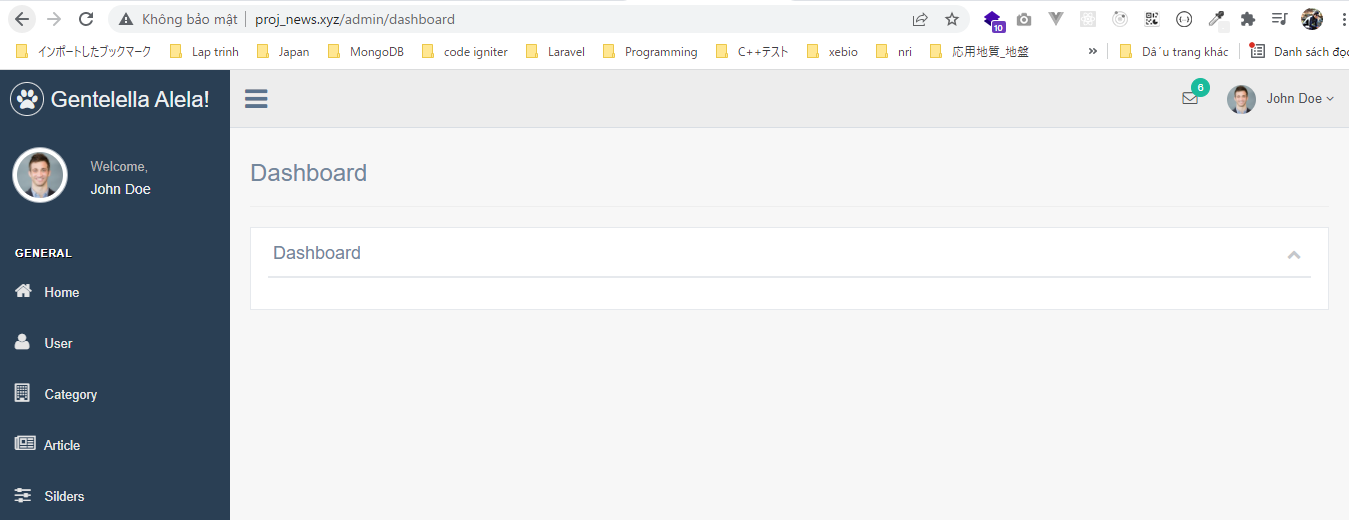 Không bảo mật
proj_news.xyz/admin/dashboard
10
インポートしたブックマーク
Lap trinh
Japan
MongoDB
code igniter
Laravel
Programming
C++テスト
xebio
nri
応用地質_地盤
»
Dấu trang khác
Danh sách đọc
Gentelella Alela!
6
John Doe
Welcome,
John Doe
Dashboard
Dashboard
GENERAL
Home
User
Category
Article
Silders